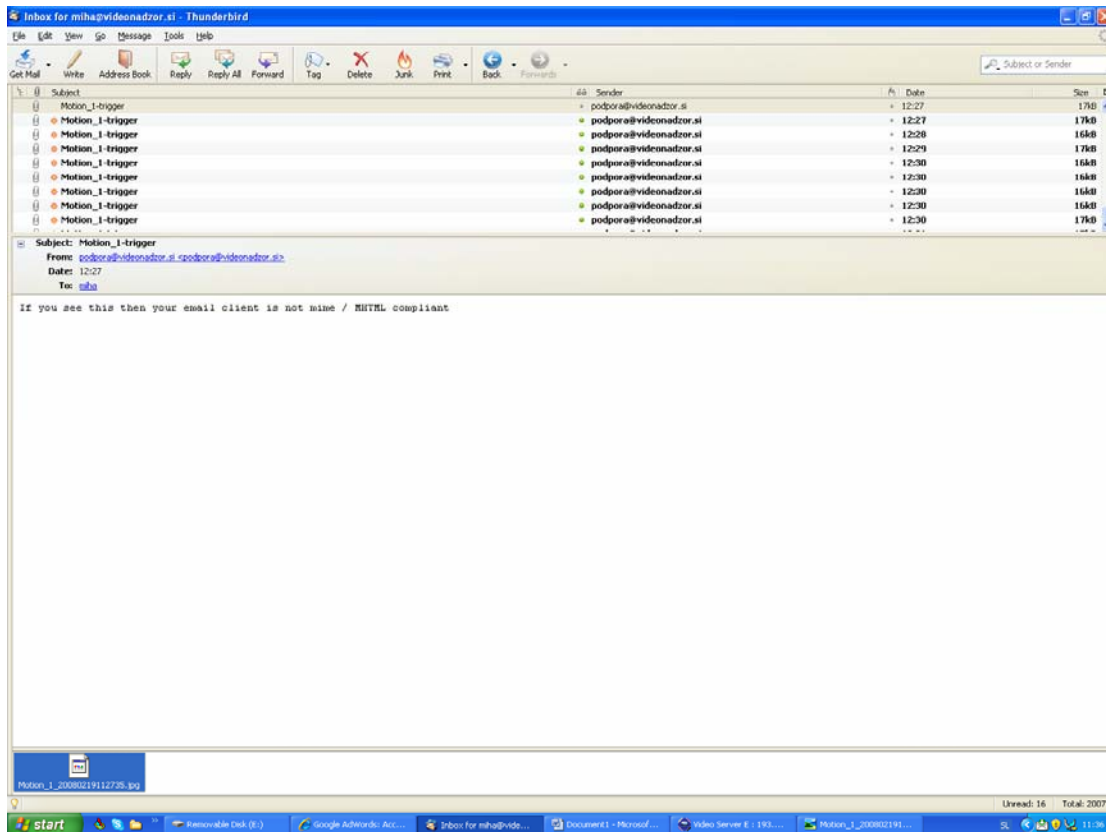 Inbox for miha@videonadzor.si - Thunderbird
File Edit View Go Message Tools Help
Get Mail Write Address Book Reply Reply All Forward Tag Delete Junk Print Back Forward
Subject or Sender
Subject Sender Date Size
Motion_1-trigger podpora@videonadzor.si 12:27 17kB
Motion_1-trigger podpora@videonadzor.si 12:27 17kB
Motion_1-trigger podpora@videonadzor.si 12:28 16kB
Motion_1-trigger podpora@videonadzor.si 12:29 17kB
Motion_1-trigger podpora@videonadzor.si 12:30 16kB
Motion_1-trigger podpora@videonadzor.si 12:30 16kB
Motion_1-trigger podpora@videonadzor.si 12:30 16kB
Motion_1-trigger podpora@videonadzor.si 12:30 16kB
Motion_1-trigger podpora@videonadzor.si 12:30 17kB
Subject: Motion_1-trigger
From: podpora@videonadzor.si <podpora@videonadzor.si>
Date: 12:27
To: miha
If you see this then your email client is not mime / MHTML compliant
Motion_1_20080219112735.jpg
Unread: 16 Total: 2007
start Removable Disk (E:) Google AdWords: Acc... Inbox for miha@vide... Document1 - Microsof... Video Server E : 193.... Motion_1_200802191... SL 11:36